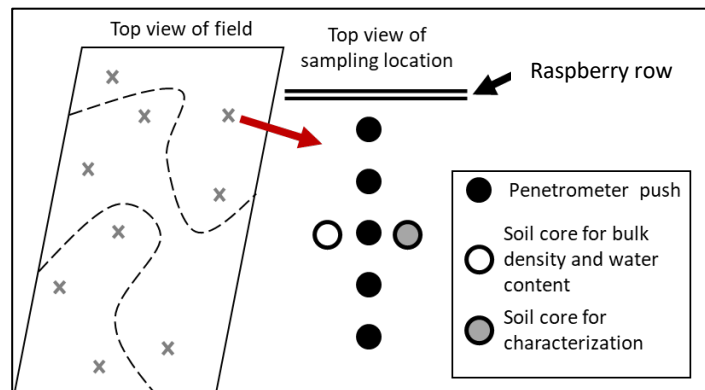 Top view of field
Top view of
sampling location
Raspberry row
Penetrometer push
Soil core for bulk
density and water
content
Soil core for
characterization